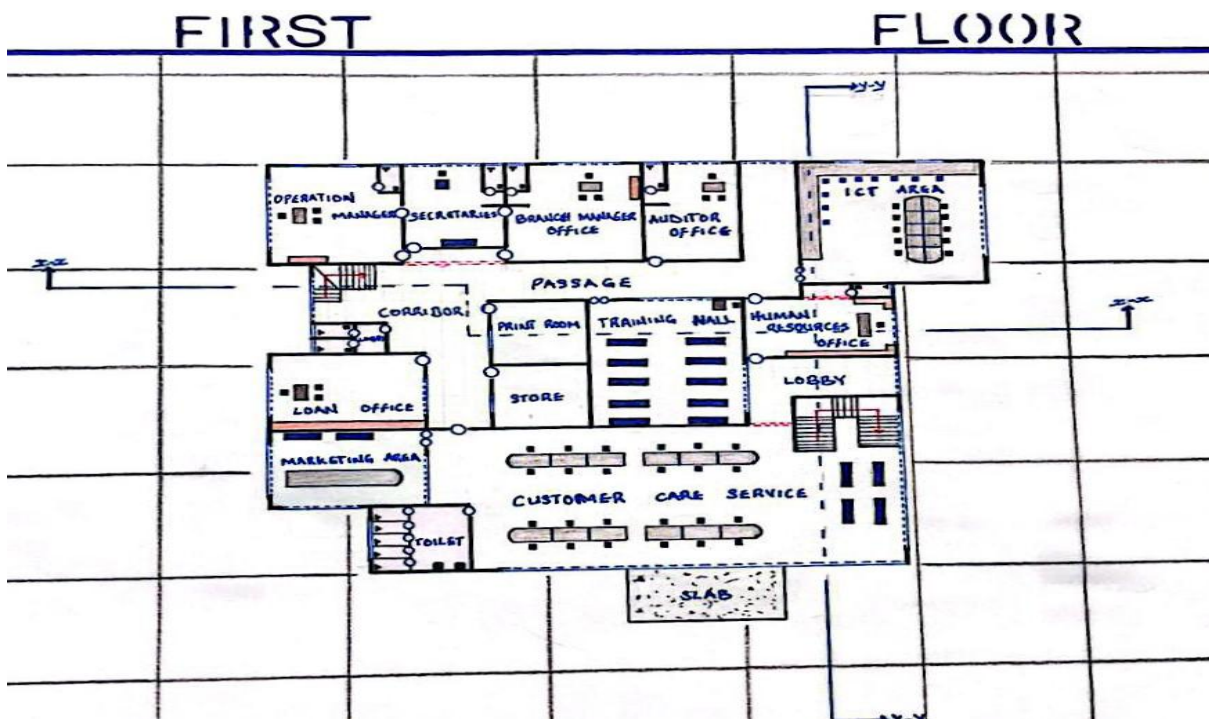 FIRST FLOOR
y-y
OPERATION
MANAGER
SECRETARIES
BRANCH MANAGER
OFFICE
AUDITOR
OFFICE
ICT AREA
x-x
PASSAGE
CORRIDOR
PRINT ROOM
TRAINING HALL
HUMAN
RESOURCES
OFFICE
x-x
LOAN OFFICE
STORE
LOBBY
MARKETING AREA
CUSTOMER CARE SERVICE
TOILET
SLAB
y-y